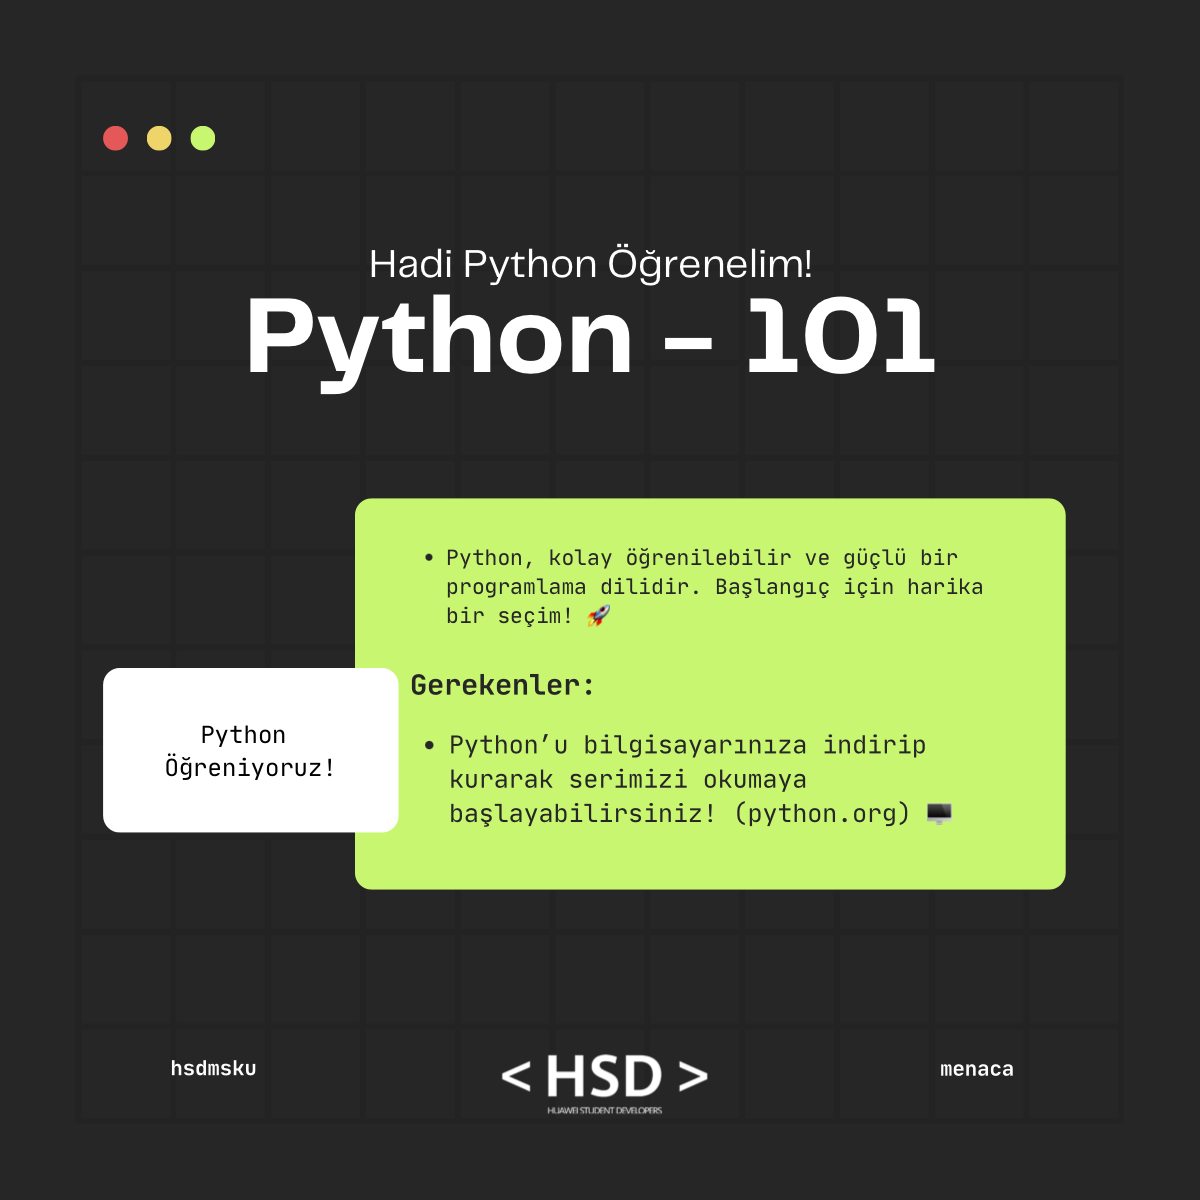 Hadi Python Öğrenelim!
Python – 101
• Python, kolay öğrenilebilir ve güçlü bir
programlama dilidir. Başlangıç için harika
bir seçim! 🚀
Gerekenler:
• Python’u bilgisayarınıza indirip
kurarak serimizi okumaya
başlayabilirsiniz! (python.org) 🖥️
Python
Öğreniyoruz!
hsdmsku
< HSD >
HUAWEI STUDENT DEVELOPERS
menaca